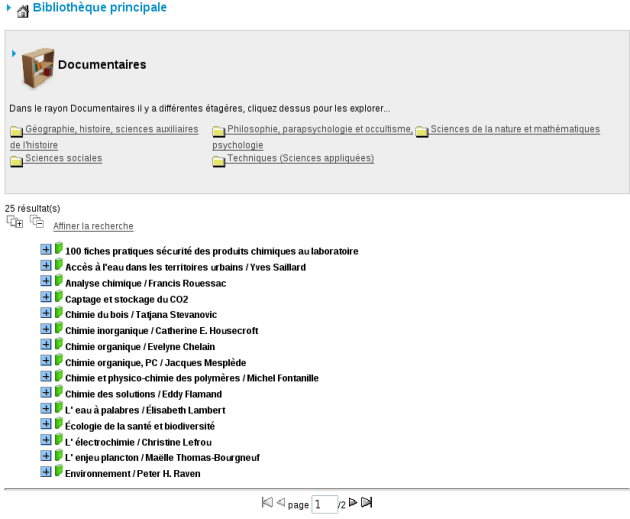 Bibliothèque principale
Documentaires
Dans le rayon Documentaires il y a différentes étagères, cliquez dessus pour les explorer...
Géographie, histoire, sciences auxiliaires de l'histoire
Philosophie, parapsychologie et occultisme, psychologie
Sciences de la nature et mathématiques
Sciences sociales
Techniques (Sciences appliquées)
25 résultat(s)
Affiner la recherche
100 fiches pratiques sécurité des produits chimiques au laboratoire
Accès à l'eau dans les territoires urbains / Yves Saillard
Analyse chimique / Francis Rouessac
Captage et stockage du CO2
Chimie du bois / Tatjana Stevanovic
Chimie inorganique / Catherine E. Housecroft
Chimie organique / Evelyne Chelain
Chimie organique, PC / Jacques Mesplède
Chimie et physico-chimie des polymères / Michel Fontanille
Chimie des solutions / Eddy Flamand
L' eau à palabres / Élisabeth Lambert
Écologie de la santé et biodiversité
L' électrochimie / Christine Lefrou
L' enjeu plancton / Maëlle Thomas-Bourgneuf
Environnement / Peter H. Raven
page 1 /2